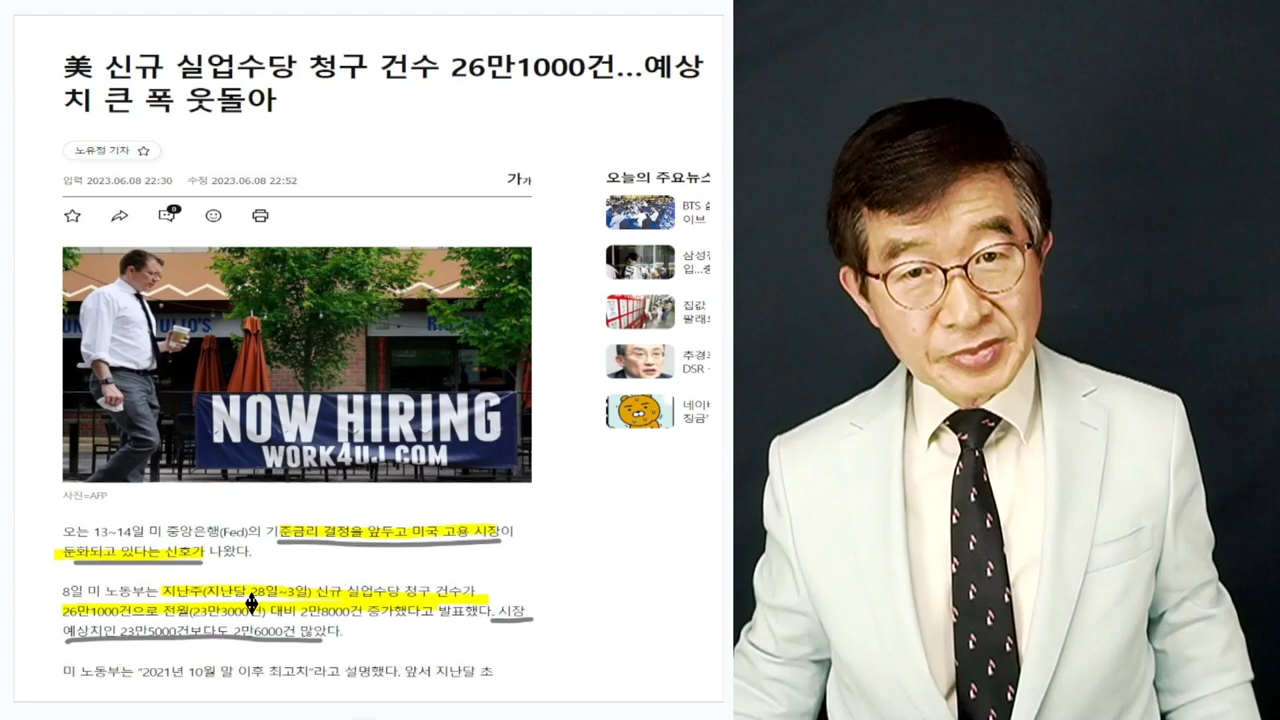 美 신규 실업수당 청구 건수 26만1000건...예상
치 큰 폭 웃돌아
노유정 기자
입력 2023.06.08 22:30 수정 2023.06.08 22:52
가가
0
오늘의 주요뉴스
BTS
이브
삼성전
입...
집값
팔래
추경
DSR
네이버
징금
NOW HIRING
WORK4UJ.COM
사진=AFP
오는 13~14일 미 중앙은행(Fed)의 기준금리 결정을 앞두고 미국 고용 시장이
둔화되고 있다는 신호가 나왔다.
8일 미 노동부는 지난주(지난달 28일~3일) 신규 실업수당 청구 건수가
26만1000건으로 전월(23만3000건) 대비 2만8000건 증가했다고 발표했다. 시장
예상치인 23만5000건보다도 2만6000건 많았다.
미 노동부는 “2021년 10월 말 이후 최고치”라고 설명했다. 앞서 지난달 초